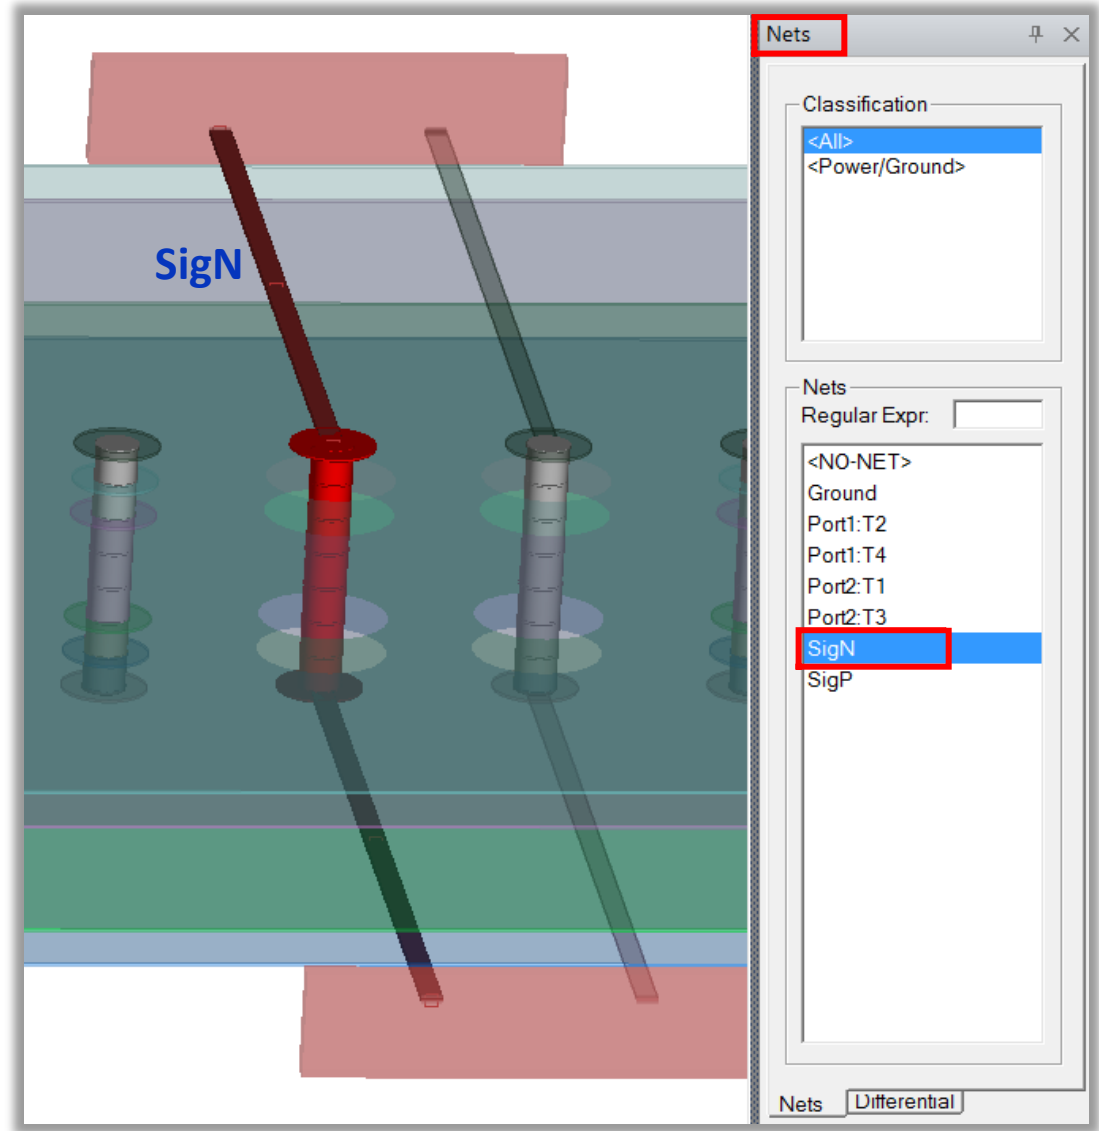 Nets
Classification
<All>
<Power/Ground>
SigN
Nets
Regular Expr:
<NO-NET>
Ground
Port1:T2
Port1:T4
Port2:T1
Port2:T3
SigN
SigP
Nets
Differential